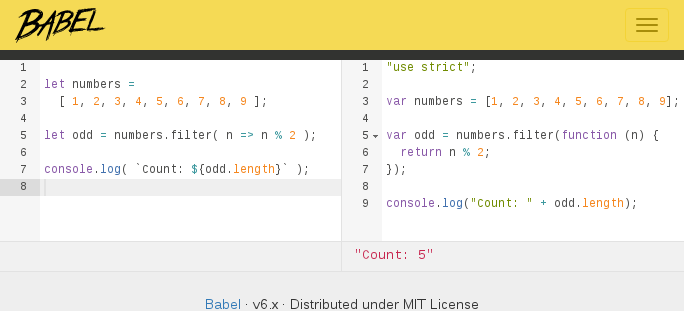 BABEL
1
2 let numbers =
3 [ 1, 2, 3, 4, 5, 6, 7, 8, 9 ];
4
5 let odd = numbers.filter( n => n % 2 );
6
7 console.log( `Count: ${odd.length}` );
8
1 "use strict";
2
3 var numbers = [1, 2, 3, 4, 5, 6, 7, 8, 9];
4
5 var odd = numbers.filter(function (n) {
6 return n % 2;
7 });
8
9 console.log("Count: " + odd.length);
"Count: 5"
Babel · v6.x · Distributed under MIT License